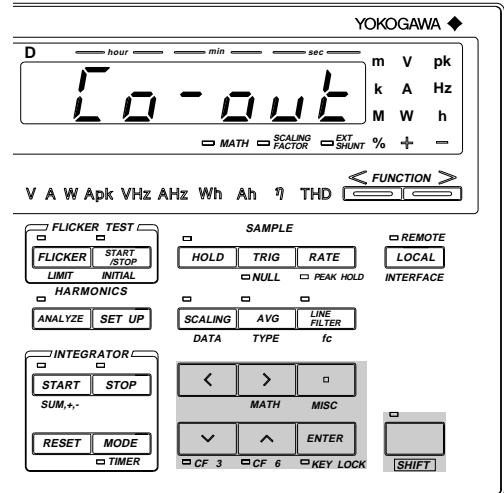 YOKOGAWA
D hour min sec m V pk
Co-out
k A Hz
M W h
MATH SCALING FACTOR EXT SHUNT % + -
< FUNCTION >
V A W Apk VHz AHz Wh Ah η THD
FLICKER TEST SAMPLE REMOTE
FLICKER START /STOP HOLD TRIG RATE LOCAL
LIMIT INITIAL NULL PEAK HOLD INTERFACE
HARMONICS
ANALYZE SET UP SCALING AVG LINE FILTER
DATA TYPE fc
INTEGRATOR
START STOP < >
SUM,+,- MATH MISC
RESET MODE ENTER
TIMER CF 3 CF 6 KEY LOCK SHIFT